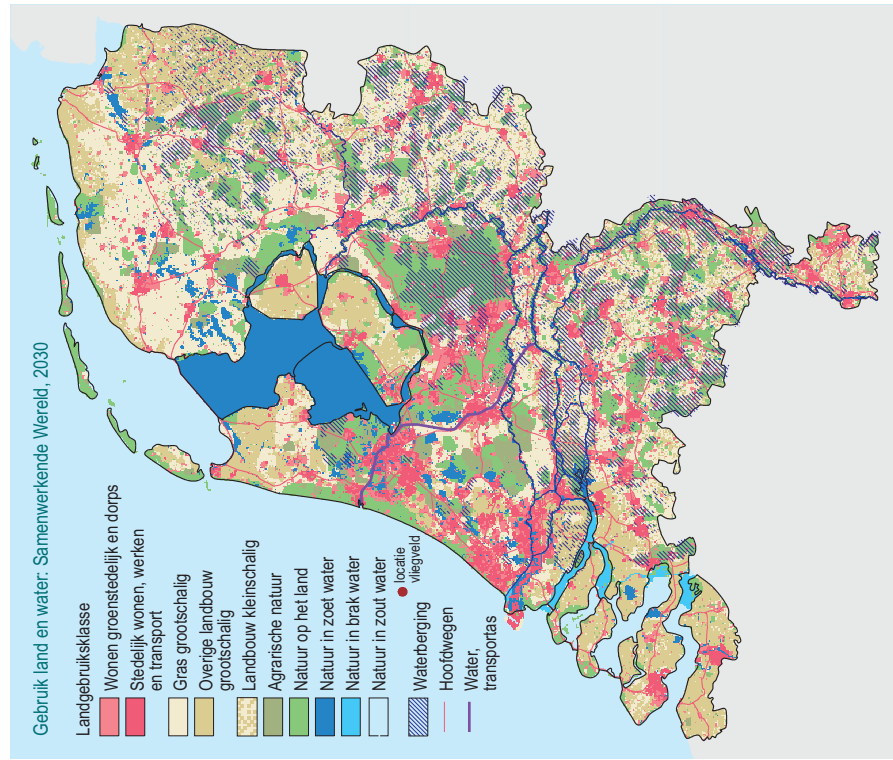 Gebruik land en water: Samenwerkende Wereld, 2030
Landgebruiksklasse
Wonen groenstedelijk en dorps
Stedelijk wonen, werken
en transport
Gras grootschalig
Overige landbouw
grootschalig
Landbouw kleinschalig
Agrarische natuur
Natuur op het land
Natuur in zoet water
Natuur in brak water
Natuur in zout water
Waterberging
Hoofdwegen
Water,
transportas
locatie
vliegveld